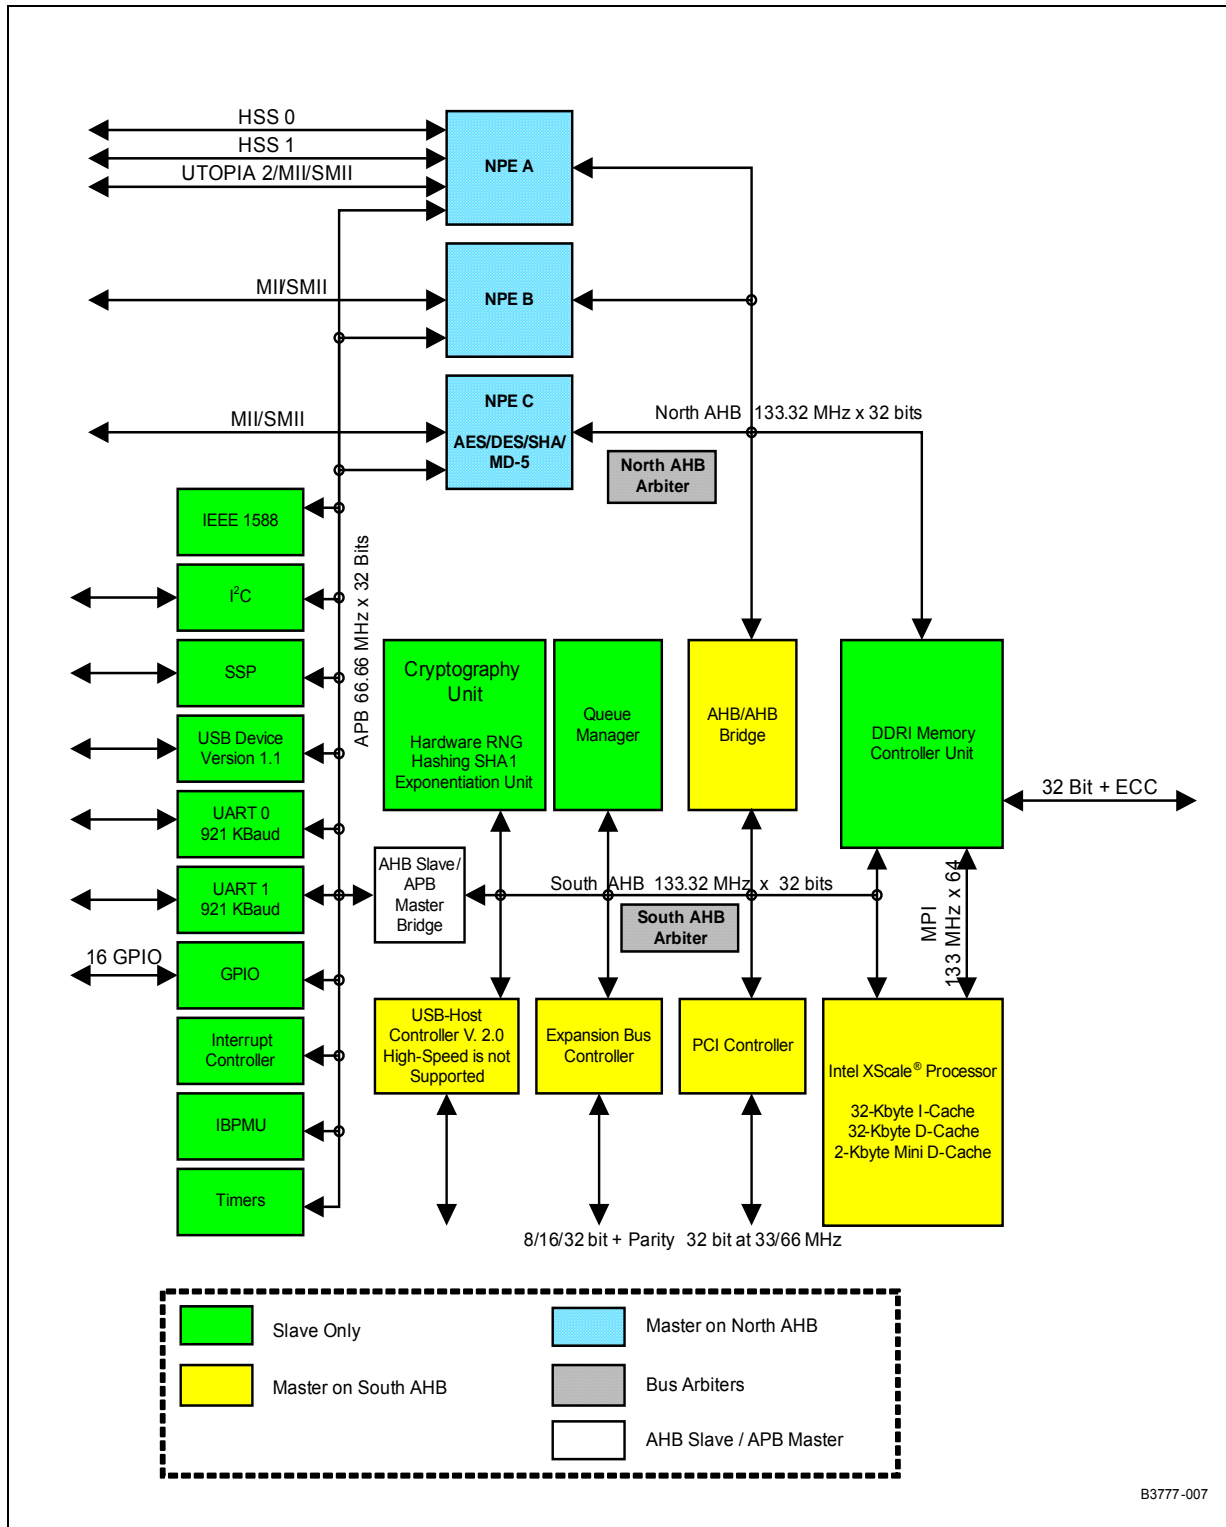 HSS 0
HSS 1
UTOPIA 2/MII/SMII
NPE A
MII/SMII
NPE B
MII/SMII
NPE C
AES/DES/SHA/
MD-5
North AHB 133.32 MHz x 32 bits
North AHB
Arbiter
IEEE 1588
I²C
SSP
USB Device
Version 1.1
UART 0
921 KBaud
UART 1
921 KBaud
16 GPIO
GPIO
Interrupt
Controller
IBPMU
Timers
APB 66.66 MHz x 32 Bits
Cryptography
Unit
Hardware RNG
Hashing SHA1
Exponentiation Unit
Queue
Manager
AHB/AHB
Bridge
DDRI Memory
Controller Unit
32 Bit + ECC
AHB Slave/
APB
Master
Bridge
South AHB 133.32 MHz x 32 bits
South AHB
Arbiter
MPI
133 MHz x 64
USB-Host
Controller V. 2.0
High-Speed is not
Supported
Expansion Bus
Controller
PCI Controller
Intel XScale® Processor
32-Kbyte I-Cache
32-Kbyte D-Cache
2-Kbyte Mini D-Cache
8/16/32 bit + Parity
32 bit at 33/66 MHz
Slave Only
Master on North AHB
Master on South AHB
Bus Arbiters
AHB Slave / APB Master
B3777-007